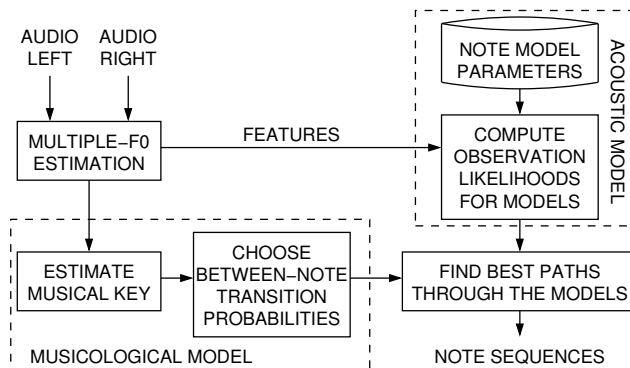 AUDIO
LEFT
AUDIO
RIGHT
NOTE MODEL
PARAMETERS
ACOUSTIC MODEL
MULTIPLE–F0
ESTIMATION
FEATURES
COMPUTE
OBSERVATION
LIKELIHOODS
FOR MODELS
ESTIMATE
MUSICAL KEY
CHOOSE
BETWEEN–NOTE
TRANSITION
PROBABILITIES
FIND BEST PATHS
THROUGH THE MODELS
MUSICOLOGICAL MODEL
NOTE SEQUENCES